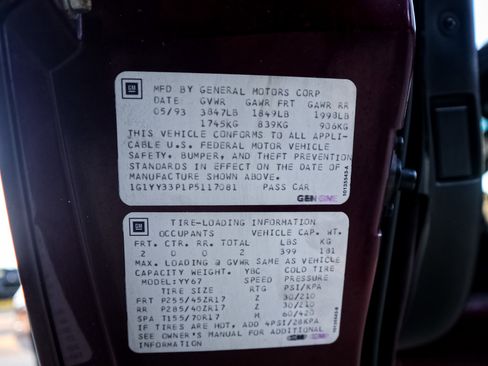 GM
MFD BY GENERAL MOTORS CORP
DATE GVWR GAWR FRT GAWR RR
05/93 3847LB 1849LB 1998LB
1745KG 839KG 906KG
THIS VEHICLE CONFORMS TO ALL APPLI-
CABLE U.S. FEDERAL MOTOR VEHICLE
SAFETY, BUMPER, AND THEFT PREVENTION
STANDARDS IN EFFECT ON THE DATE OF
MANUFACTURE SHOWN ABOVE.
1G1YY33P1P5117081 PASS CAR
GM
TIRE-LOADING INFORMATION
OCCUPANTS VEHICLE CAP. WT.
FRT. CTR. RR. TOTAL LBS KG
2 0 0 2 399 181
MAX. LOADING @ GVWR SAME AS VEHICLE
CAPACITY WEIGHT. YBC COLD TIRE
MODEL:YY67 SPEED PRESSURE
TIRE SIZE RTG PSI/KPA
FRT P255/45ZR17 Z 30/210
RR P285/40ZR17 Z 30/210
SPA T155/70R17 M 60/420
IF TIRES ARE HOT, ADD 4PSI/28KPA
SEE OWNER'S MANUAL FOR ADDITIONAL
INFORMATION